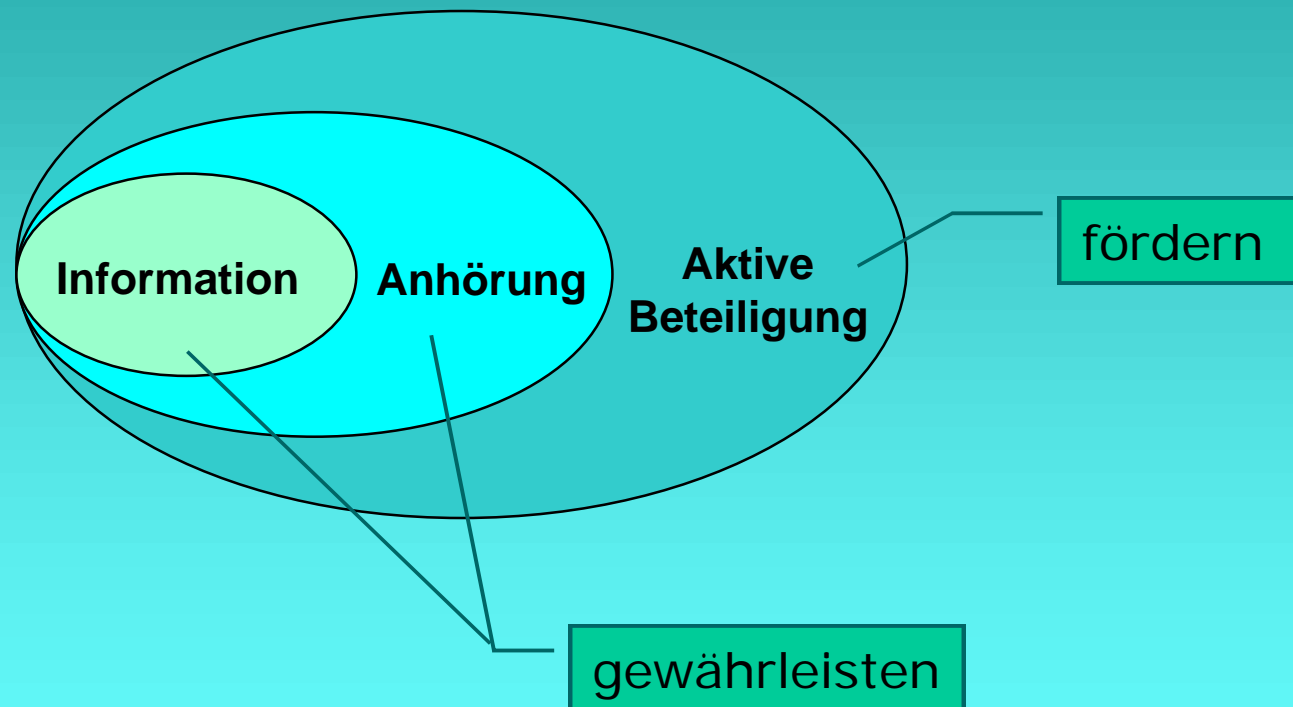 Information
Anhörung
Aktive
Beteiligung
fördern
gewährleisten